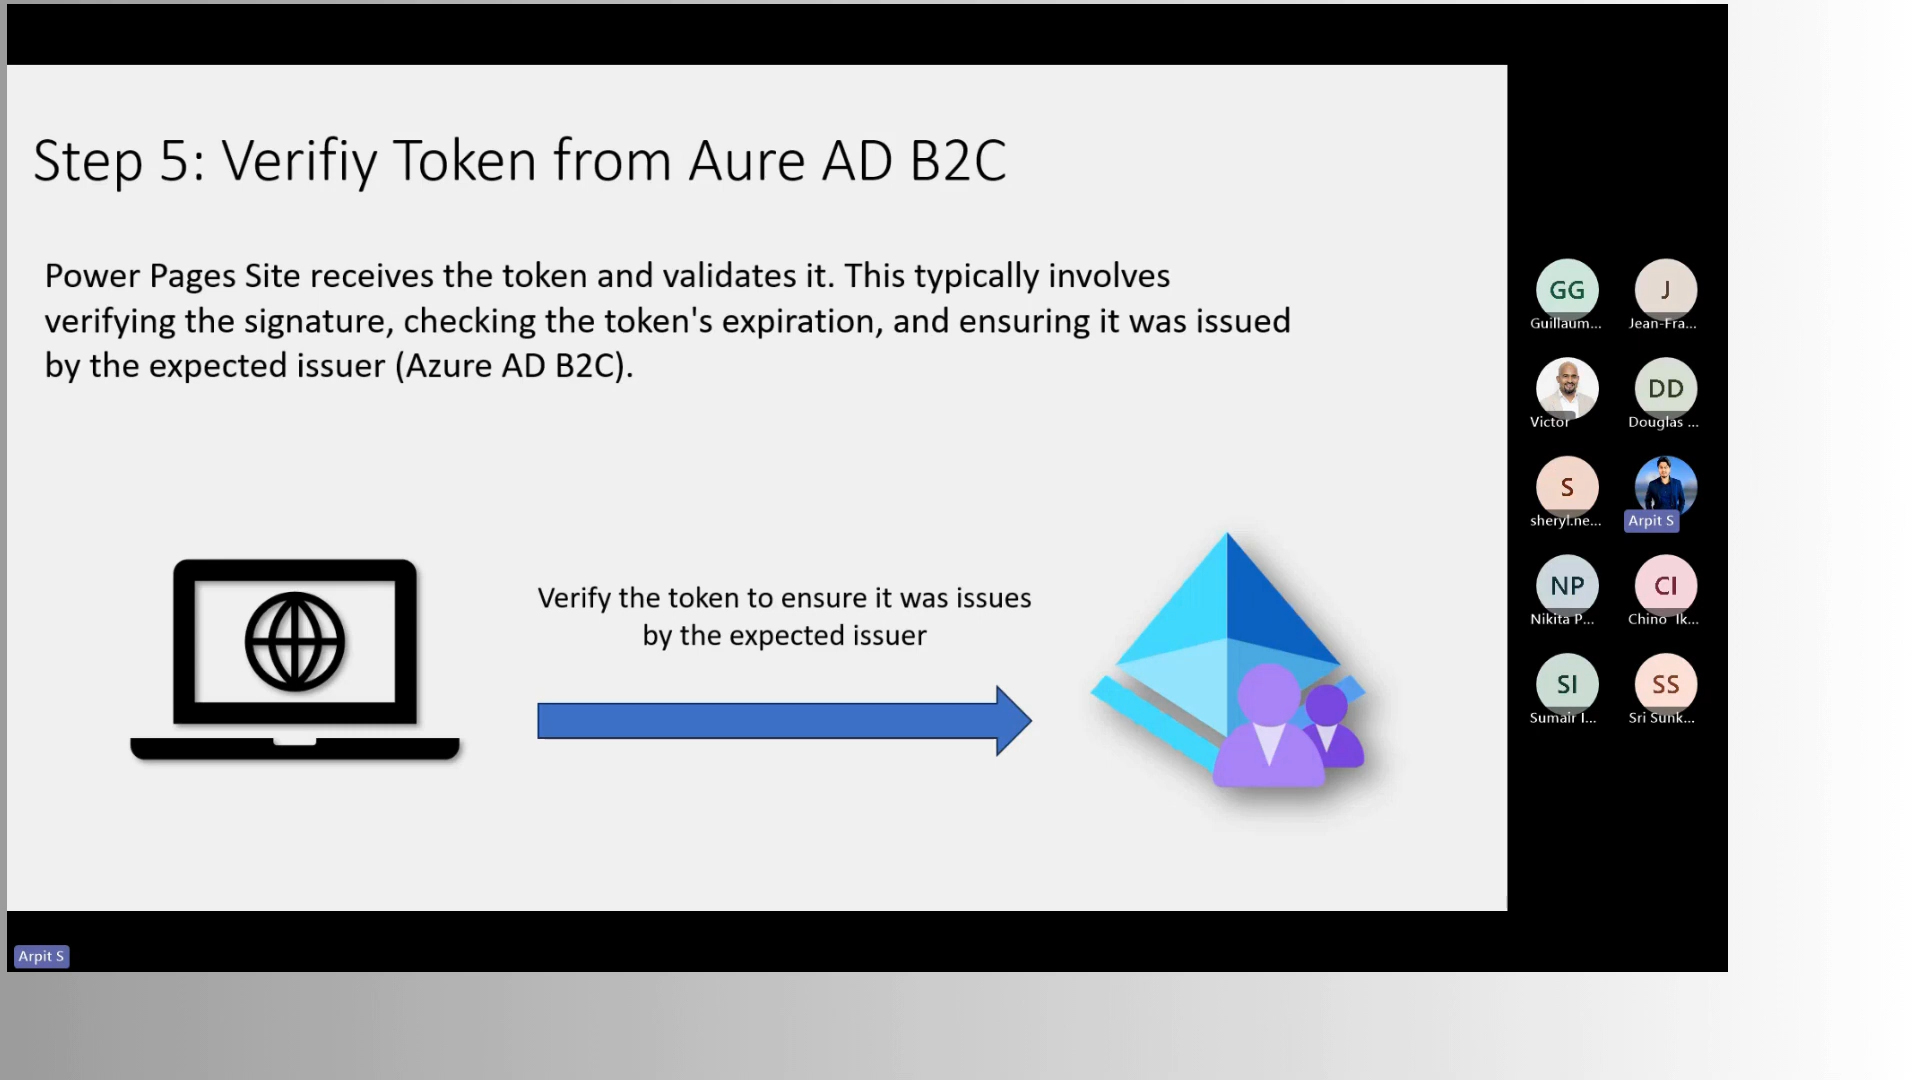 Step 5: Verifiy Token from Aure AD B2C
Power Pages Site receives the token and validates it. This typically involves
verifying the signature, checking the token's expiration, and ensuring it was issued
by the expected issuer (Azure AD B2C).
Verify the token to ensure it was issues
by the expected issuer
GG
J
Guillaum...
Jean-Fra...
DD
Victor
Douglas ...
S
sheryl.ne...
Arpit S
NP
CI
Nikita P...
Chino Ik...
SI
SS
Sumair I...
Sri Sunk...
Arpit S